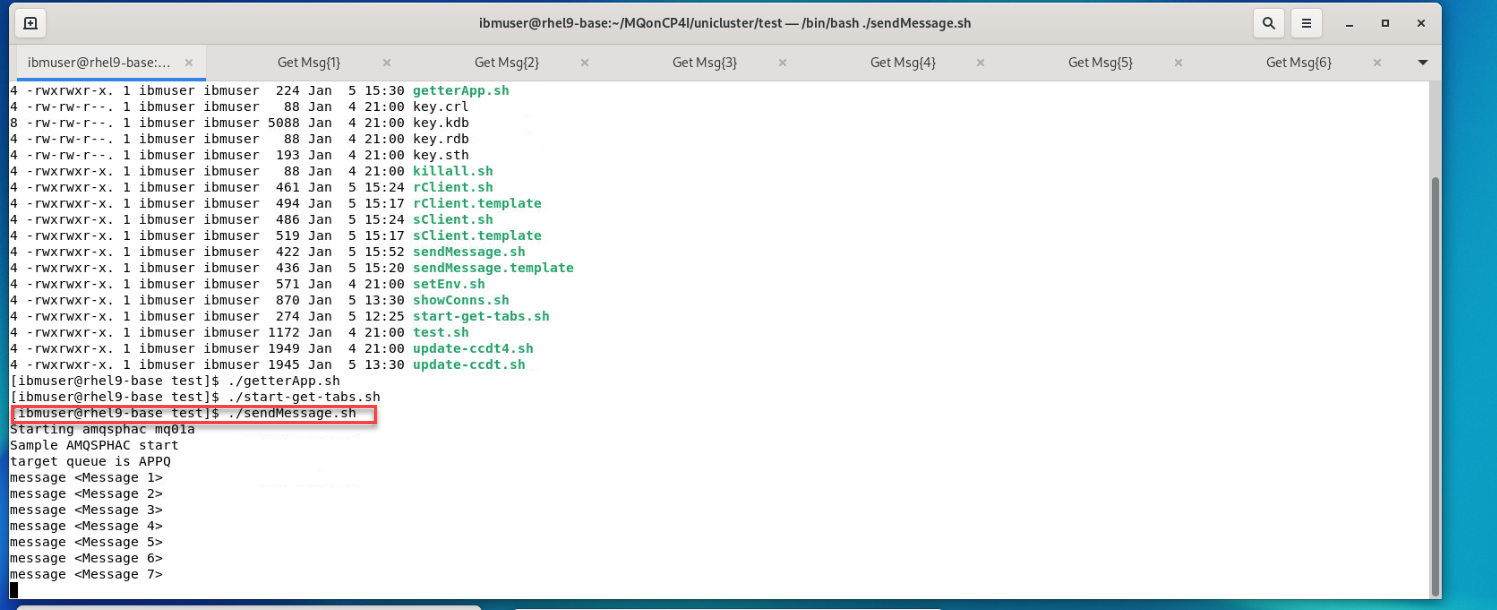 ibmuser@rhel9-base:~/MQonCP4I/unicluster/test — /bin/bash ./sendMessage.sh
ibmuser@rhel9-base:... × Get Msg{1} × Get Msg{2} × Get Msg{3} × Get Msg{4} × Get Msg{5} × Get Msg{6} ×
4 -rwxrwxr-x. 1 ibmuser ibmuser  224 Jan  5 15:30 getterApp.sh
4 -rw-rw-r--. 1 ibmuser ibmuser   88 Jan  4 21:00 key.crl
8 -rw-rw-r--. 1 ibmuser ibmuser 5088 Jan  4 21:00 key.kdb
4 -rw-rw-r--. 1 ibmuser ibmuser   88 Jan  4 21:00 key.rdb
4 -rw-rw-r--. 1 ibmuser ibmuser  193 Jan  4 21:00 key.sth
4 -rwxrwxr-x. 1 ibmuser ibmuser   88 Jan  4 21:00 killall.sh
4 -rwxrwxr-x. 1 ibmuser ibmuser  461 Jan  5 15:24 rClient.sh
4 -rwxrwxr-x. 1 ibmuser ibmuser  494 Jan  5 15:17 rClient.template
4 -rwxrwxr-x. 1 ibmuser ibmuser  486 Jan  5 15:24 sClient.sh
4 -rwxrwxr-x. 1 ibmuser ibmuser  519 Jan  5 15:17 sClient.template
4 -rwxrwxr-x. 1 ibmuser ibmuser  422 Jan  5 15:52 sendMessage.sh
4 -rwxrwxr-x. 1 ibmuser ibmuser  436 Jan  5 15:20 sendMessage.template
4 -rwxrwxr-x. 1 ibmuser ibmuser  571 Jan  4 21:00 setEnv.sh
4 -rwxrwxr-x. 1 ibmuser ibmuser  870 Jan  5 13:30 showConns.sh
4 -rwxrwxr-x. 1 ibmuser ibmuser  274 Jan  5 12:25 start-get-tabs.sh
4 -rwxrwxr-x. 1 ibmuser ibmuser 1172 Jan  4 21:00 test.sh
4 -rwxrwxr-x. 1 ibmuser ibmuser 1949 Jan  4 21:00 update-ccdt4.sh
4 -rwxrwxr-x. 1 ibmuser ibmuser 1945 Jan  5 13:30 update-ccdt.sh
[ibmuser@rhel9-base test]$ ./getterApp.sh
[ibmuser@rhel9-base test]$ ./start-get-tabs.sh
[ibmuser@rhel9-base test]$ ./sendMessage.sh
Starting amqsphac mq01a
Sample AMQSPHAC start
target queue is APPQ
message <Message 1>
message <Message 2>
message <Message 3>
message <Message 4>
message <Message 5>
message <Message 6>
message <Message 7>